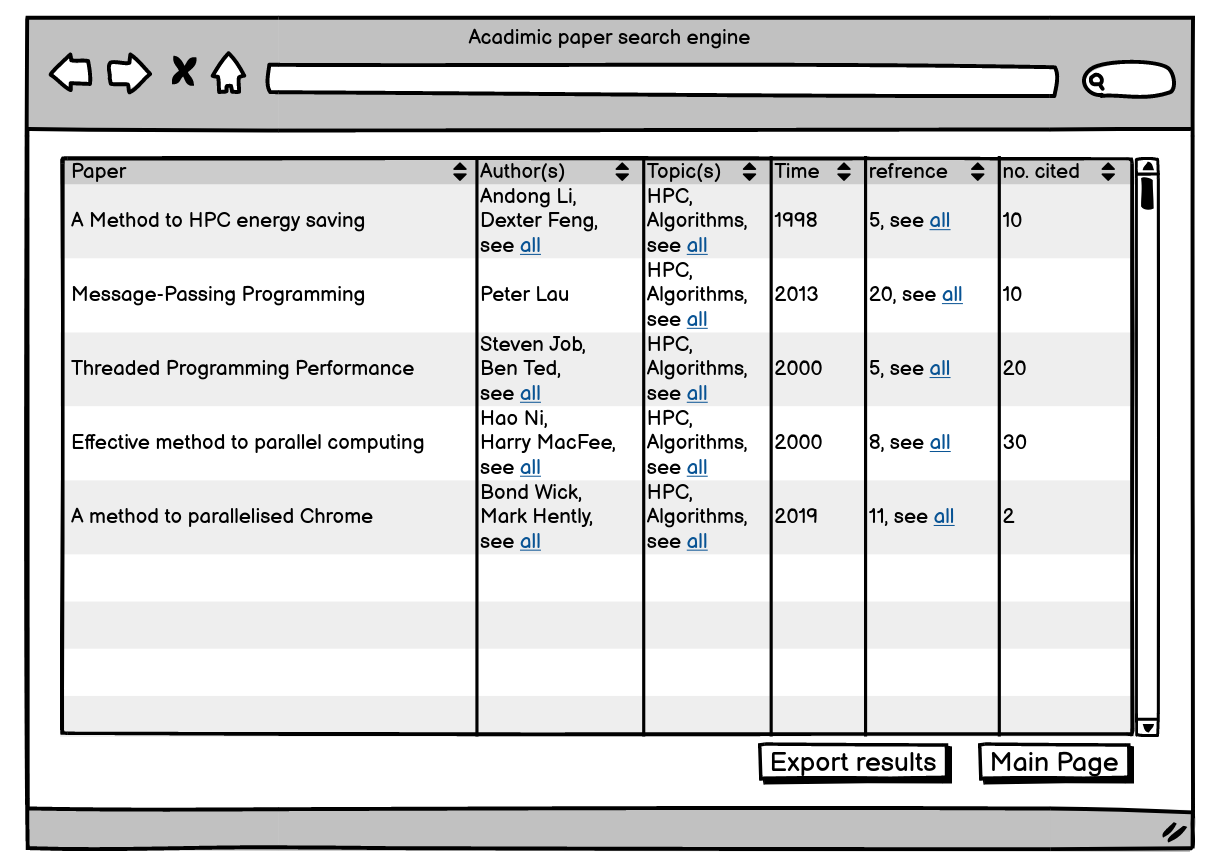 Acadimic paper search engine
Paper Author(s) Topic(s) Time refrence no. cited
A Method to HPC energy saving
Andong Li,
Dexter Feng,
see all
HPC,
Algorithms,
see all
1998
5, see all
10
Message-Passing Programming
Peter Lau
HPC,
Algorithms,
see all
2013
20, see all
10
Threaded Programming Performance
Steven Job,
Ben Ted,
see all
HPC,
Algorithms,
see all
2000
5, see all
20
Effective method to parallel computing
Hao Ni,
Harry MacFee,
see all
HPC,
Algorithms,
see all
2000
8, see all
30
A method to parallelised Chrome
Bond Wick,
Mark Hently,
see all
HPC,
Algorithms,
see all
2019
11, see all
2
Export results
Main Page